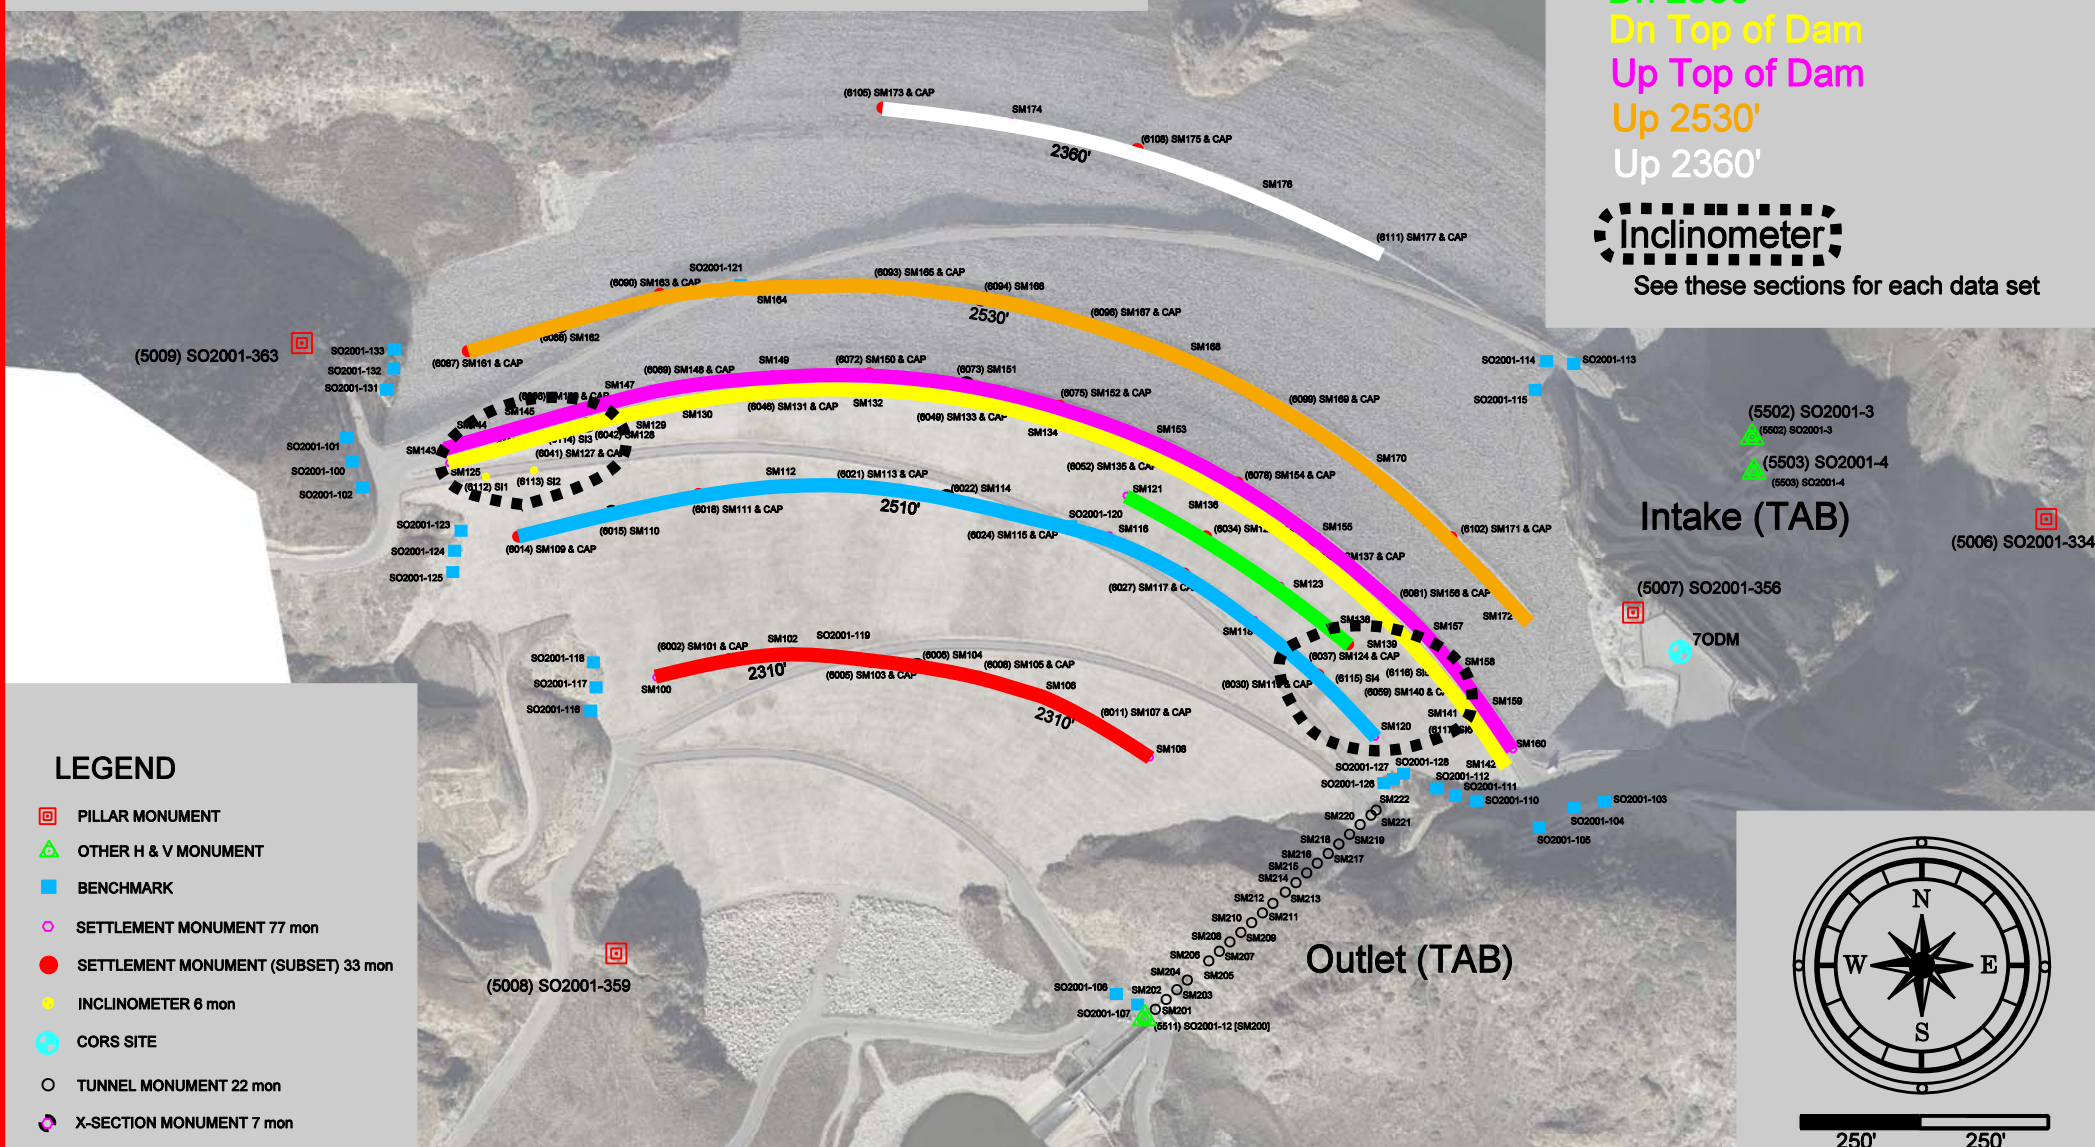 Dn Top of Dam
Up Top of Dam
Up 2530'
Up 2360'
Inclinometer
See these sections for each data set
(6105) SM173 & CAP
SM174
(6108) SM175 & CAP
2360'
SM176
(6111) SM177 & CAP
SO2001-121
(6090) SM163 & CAP
SM164
(6093) SM165 & CAP
(6094) SM166
2530'
(6096) SM167 & CAP
SM168
(6099) SM169 & CAP
SM170
(6102) SM171 & CAP
SM172
(6087) SM161 & CAP
(5009) SO2001-363
SO2001-133
SO2001-132
SO2001-131
SO2001-101
SO2001-100
SO2001-102
SO2001-123
SO2001-124
SO2001-125
SM143
SM145
SM147
(6069) SM148 & CAP
SM149
(6072) SM150 & CAP
(6073) SM151
(6075) SM152 & CAP
SM153
(6078) SM154 & CAP
SM155
(6081) SM156 & CAP
SM157
SM158
SM159
SM160
SM125
(6112) SI1
(6113) SI2
SM129
SM130
(6046) SM131 & CAP
SM132
(6049) SM133 & CAP
SM134
(6052) SM135 & CAP
SM136
SM137 & CAP
SM138
SM139
SM141
SM142
(6014) SM109 & CAP
(6015) SM110
(6018) SM111 & CAP
SM112
(6021) SM113 & CAP
2510'
(6022) SM114
(6024) SM115 & CAP
SO2001-120
SM116
SM121
SM123
(6037) SM124 & CAP
(6115) SI4
SM120
SO2001-118
SO2001-117
SO2001-116
SM100
(6002) SM101 & CAP
SM102
2310'
SO2001-119
(6005) SM103 & CAP
(6006) SM104
(6008) SM105 & CAP
SM106
2310'
(6011) SM107 & CAP
SM108
SO2001-114
SO2001-113
SO2001-115
(5502) SO2001-3
(5502) SO2001-3
(5503) SO2001-4
(5503) SO2001-4
Intake (TAB)
(5006) SO2001-334
(5007) SO2001-356
7ODM
SO2001-127
SO2001-128
SO2001-126
SO2001-112
SO2001-111
SO2001-110
SO2001-103
SO2001-104
SO2001-105
SM222
SM221
SM220
SM219
SM218
SM217
SM216
SM215
SM214
SM213
SM212
SM211
SM210
SM209
SM208
SM207
SM206
SM205
SM204
SM203
SM202
SM201
Outlet (TAB)
SO2001-106
SO2001-107
(5511) SO2001-12 [SM200]
(5008) SO2001-359
LEGEND
PILLAR MONUMENT
OTHER H & V MONUMENT
BENCHMARK
SETTLEMENT MONUMENT 77 mon
SETTLEMENT MONUMENT (SUBSET) 33 mon
INCLINOMETER 6 mon
CORS SITE
TUNNEL MONUMENT 22 mon
X-SECTION MONUMENT 7 mon
N
W E
S
250' 250'